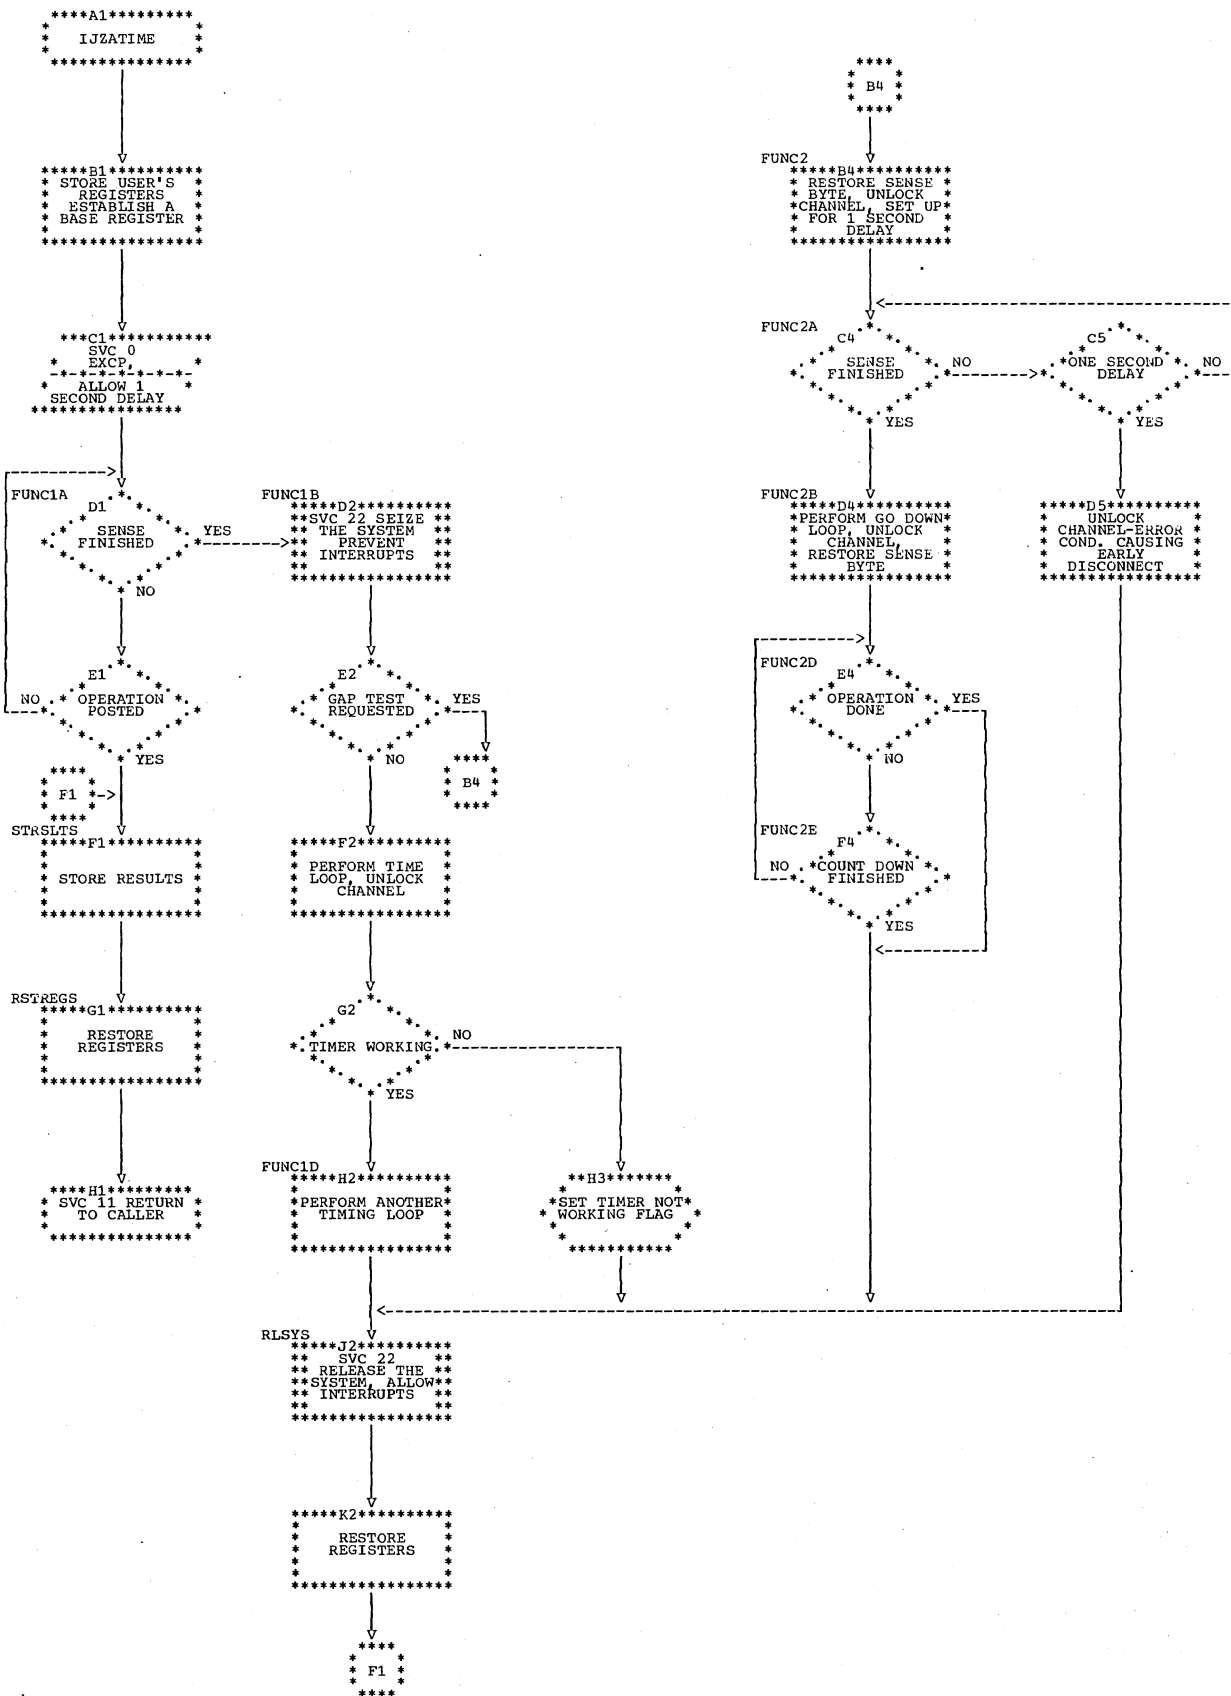 A1
IJZATIME
B1
STORE USER'S
REGISTERS
ESTABLISH A
BASE REGISTER
C1
SVC 0
EXCP,
ALLOW 1
SECOND DELAY
FUNC1A
D1
SENSE
FINISHED
YES
NO
E1
OPERATION
POSTED
NO
YES
F1
STRSLTS
F1
STORE RESULTS
RSTREGS
G1
RESTORE
REGISTERS
H1
SVC 11 RETURN
TO CALLER
FUNC1B
D2
SVC 22 SEIZE
THE SYSTEM
PREVENT
INTERRUPTS
E2
GAP TEST
REQUESTED
YES
NO
B4
F2
PERFORM TIME
LOOP, UNLOCK
CHANNEL
G2
TIMER WORKING
NO
YES
FUNC1D
H2
PERFORM ANOTHER
TIMING LOOP
H3
SET TIMER NOT
WORKING FLAG
RLSYS
J2
SVC 22
RELEASE THE
SYSTEM, ALLOW
INTERRUPTS
K2
RESTORE
REGISTERS
F1
B4
FUNC2
B4
RESTORE SENSE
BYTE, UNLOCK
CHANNEL, SET UP
FOR 1 SECOND
DELAY
FUNC2A
C4
SENSE
FINISHED
NO
YES
C5
ONE SECOND
DELAY
NO
YES
FUNC2B
D4
PERFORM GO DOWN
LOOP, UNLOCK
CHANNEL,
RESTORE SENSE
BYTE
D5
UNLOCK
CHANNEL-ERROR
COND. CAUSING
EARLY
DISCONNECT
FUNC2D
E4
OPERATION
DONE
YES
NO
FUNC2E
F4
COUNT DOWN
FINISHED
NO
YES